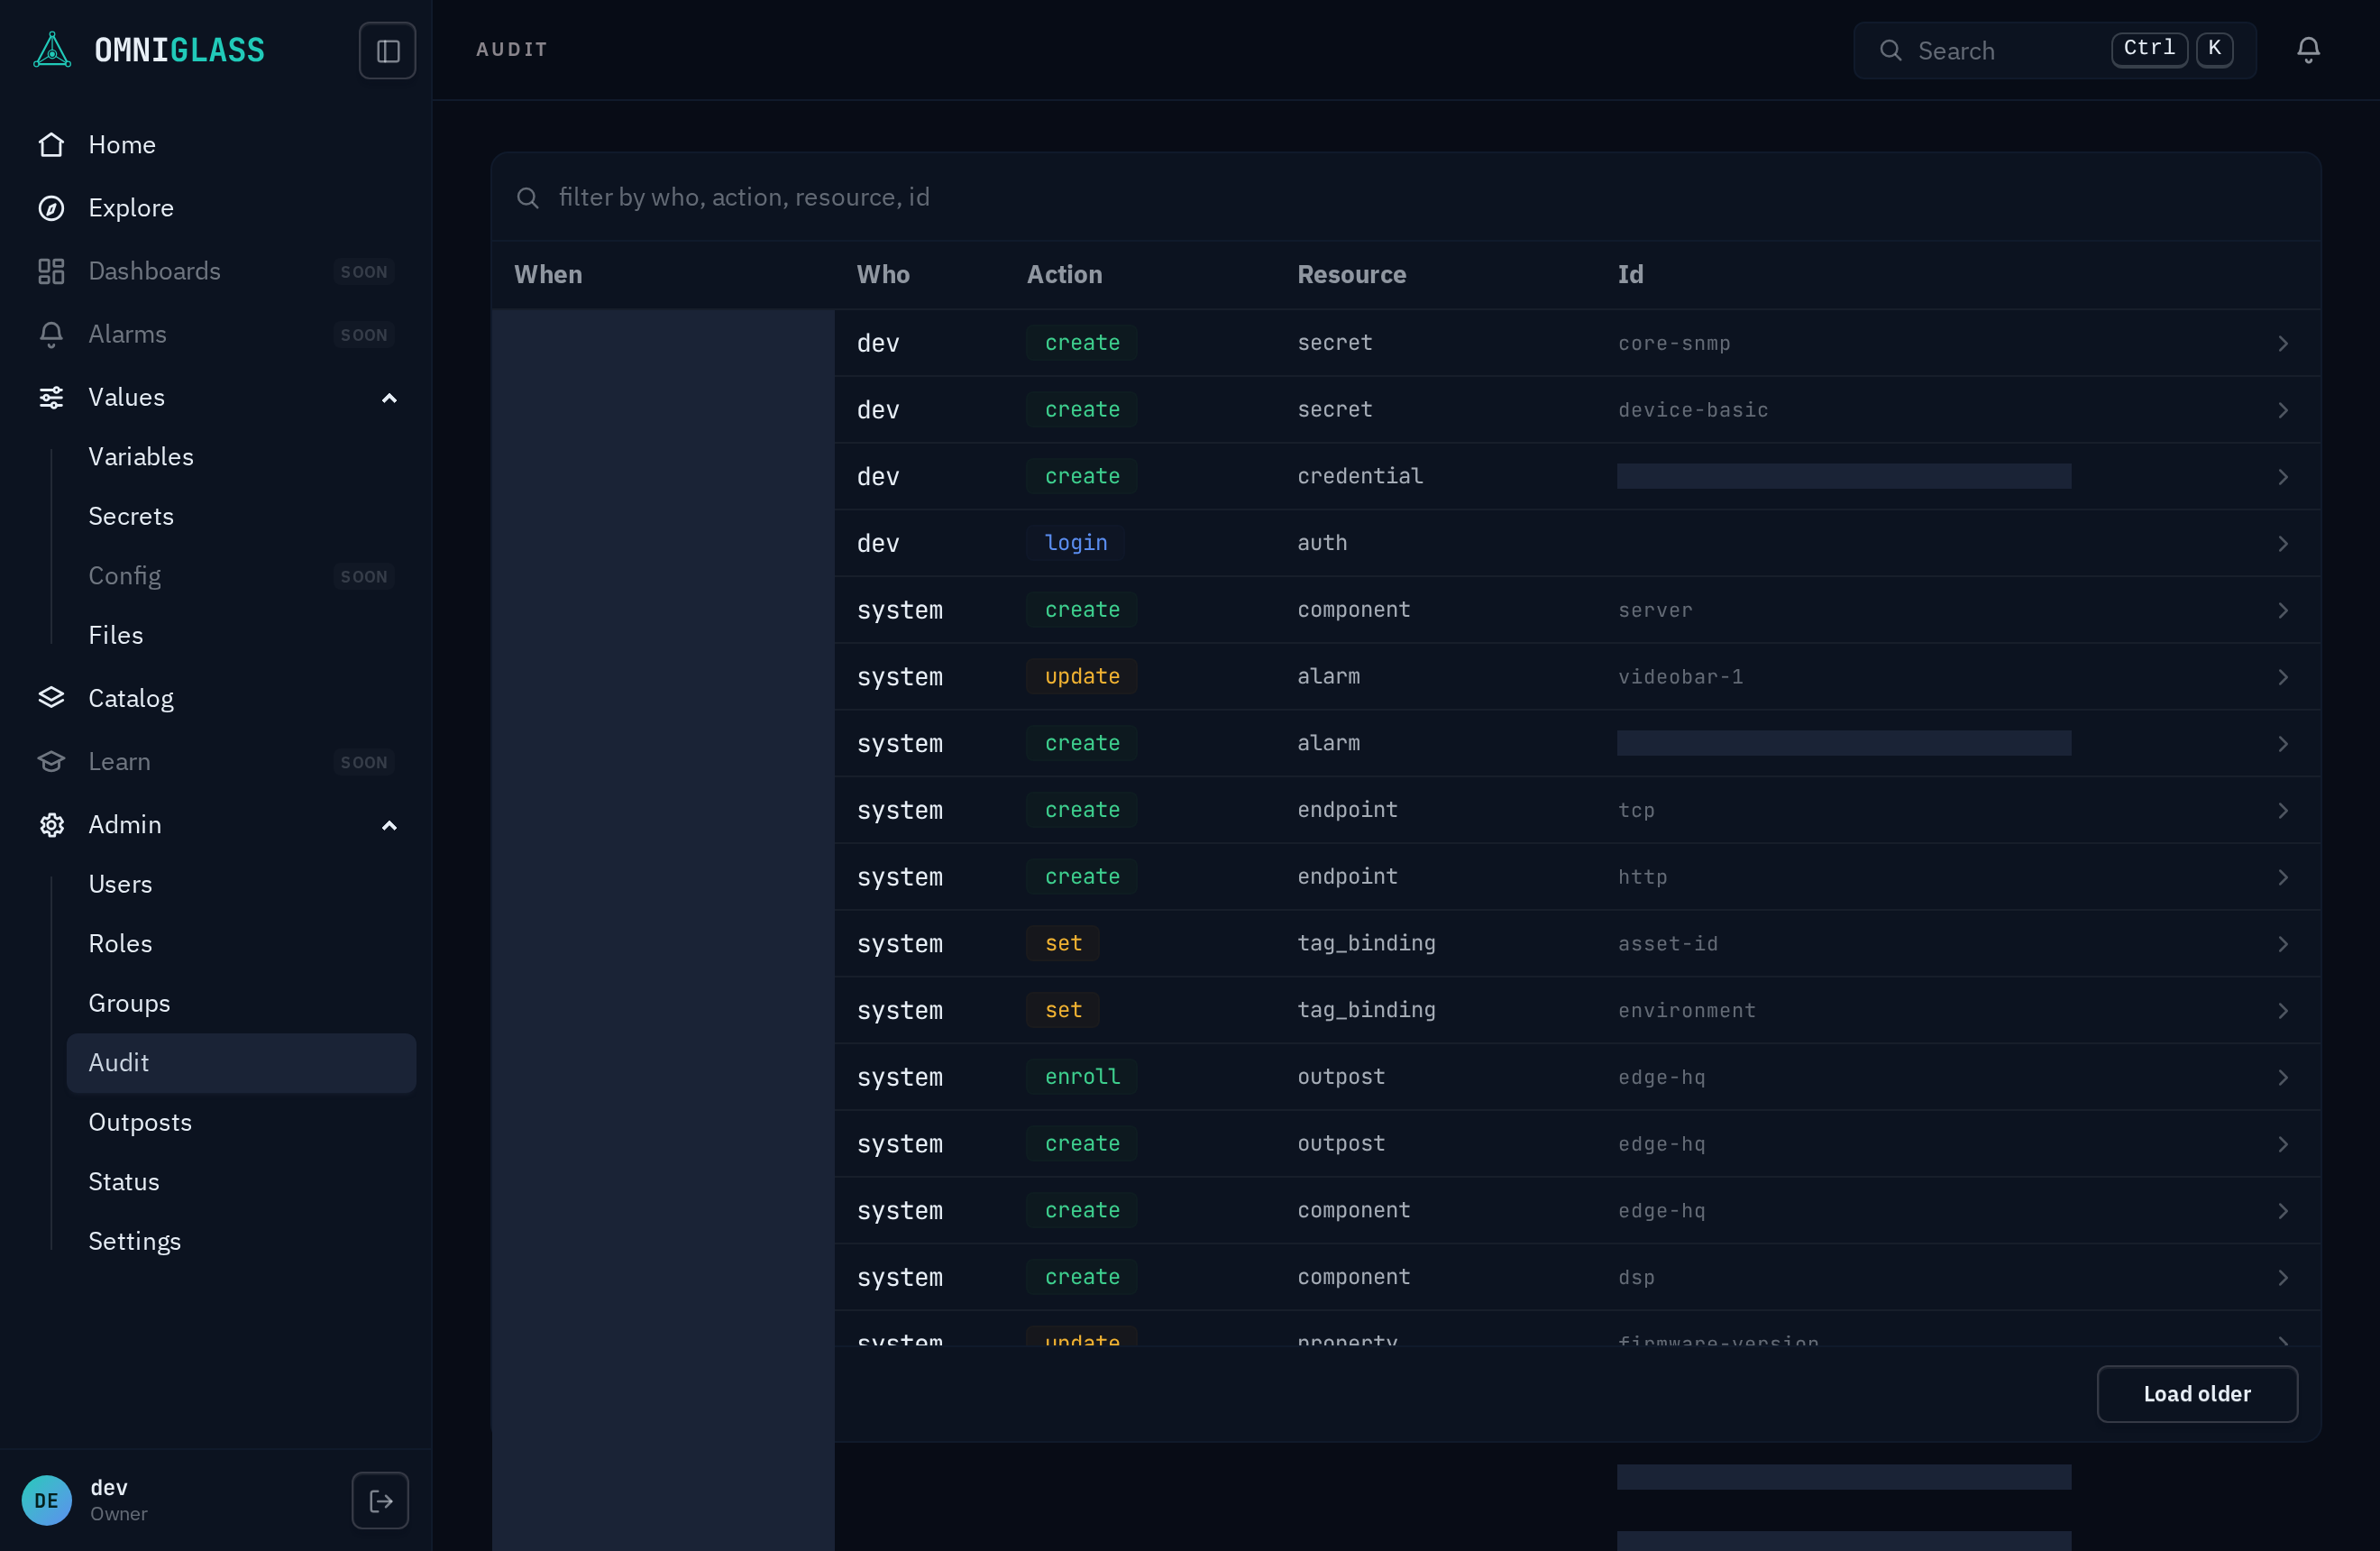 OMNIGLASS
AUDIT
Search Ctrl K
Home
Explore
Dashboards SOON
Alarms SOON
Values
Variables
Secrets
Config SOON
Files
Catalog
Learn SOON
Admin
Users
Roles
Groups
Audit
Outposts
Status
Settings
DE dev
Owner
filter by who, action, resource, id
When Who Action Resource Id
dev create secret core-snmp
dev create secret device-basic
dev create credential
dev login auth
system create component server
system update alarm videobar-1
system create alarm
system create endpoint tcp
system create endpoint http
system set tag_binding asset-id
system set tag_binding environment
system enroll outpost edge-hq
system create outpost edge-hq
system create component edge-hq
system create component dsp
system update property firmware-version
Load older